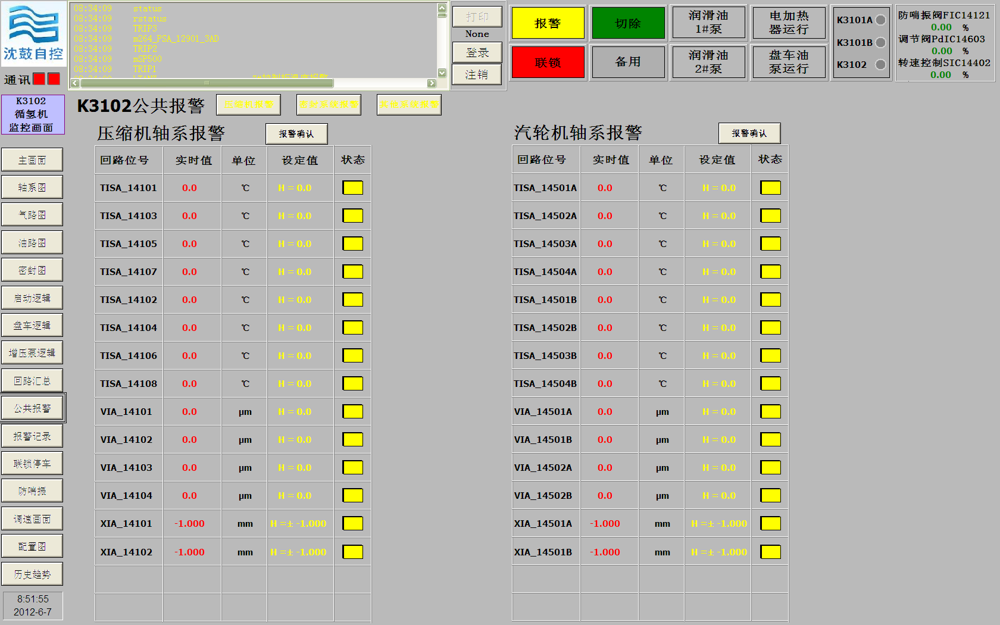 沈鼓自控
通讯
08:34:09 status
08:34:09 rstatus
08:34:09 TRIP3
08:34:09 m264_PSA_12901_3AD
08:34:09 TRIP2
08:34:09 mSP500
08:34:09 TRIP1
打印
None
登录
注销
报警
切除
润滑油
1#泵
电加热
器运行
联锁
备用
润滑油
2#泵
盘车油
泵运行
K3101A
K3101B
K3102
防喘振阀FIC14121
0.00 %
调节阀PdIC14603
0.00 %
转速控制SIC14402
0.00 %
K3102
循氢机
监控画面
K3102公共报警
压缩机报警
密封系统报警
其他系统报警
主画面
轴系图
气路图
油路图
密封图
启动逻辑
盘车逻辑
增压泵逻辑
回路汇总
公共报警
报警记录
联锁停车
防喘振
调速画面
配置图
历史趋势
8:51:55
2012-6-7
压缩机轴系报警 报警确认
回路位号 实时值 单位 设定值 状态
TISA_14101 0.0 ℃ H = 0.0
TISA_14103 0.0 ℃ H = 0.0
TISA_14105 0.0 ℃ H = 0.0
TISA_14107 0.0 ℃ H = 0.0
TISA_14102 0.0 ℃ H = 0.0
TISA_14104 0.0 ℃ H = 0.0
TISA_14106 0.0 ℃ H = 0.0
TISA_14108 0.0 ℃ H = 0.0
VIA_14101 0.0 μm H = 0.0
VIA_14102 0.0 μm H = 0.0
VIA_14103 0.0 μm H = 0.0
VIA_14104 0.0 μm H = 0.0
XIA_14101 -1.000 mm H =± -1.000
XIA_14102 -1.000 mm H =± -1.000
汽轮机轴系报警 报警确认
回路位号 实时值 单位 设定值 状态
TISA_14501A 0.0 ℃ H = 0.0
TISA_14502A 0.0 ℃ H = 0.0
TISA_14503A 0.0 ℃ H = 0.0
TISA_14504A 0.0 ℃ H = 0.0
TISA_14501B 0.0 ℃ H = 0.0
TISA_14502B 0.0 ℃ H = 0.0
TISA_14503B 0.0 ℃ H = 0.0
TISA_14504B 0.0 ℃ H = 0.0
VIA_14501A 0.0 μm H = 0.0
VIA_14501B 0.0 μm H = 0.0
VIA_14502A 0.0 μm H = 0.0
VIA_14502B 0.0 μm H = 0.0
XIA_14501A -1.000 mm H =± -1.000
XIA_14501B -1.000 mm H =± -1.000